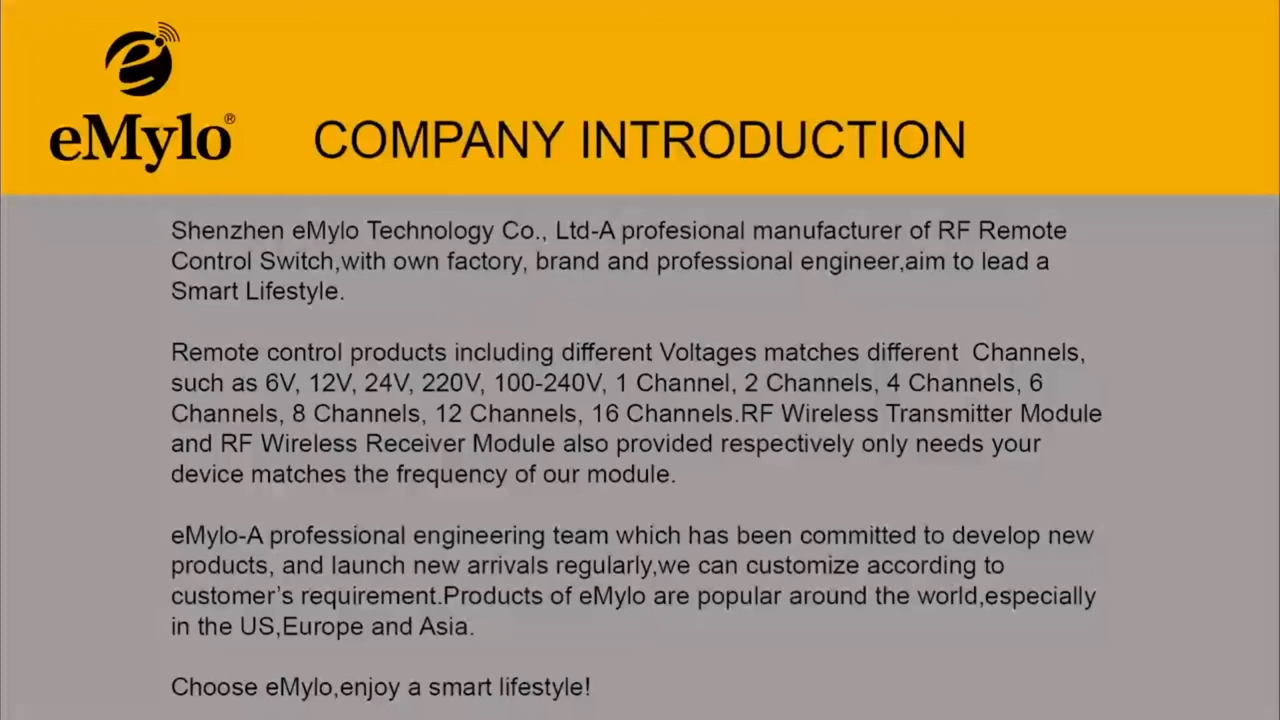 eMylo®
COMPANY INTRODUCTION
Shenzhen eMylo Technology Co., Ltd-A profesional manufacturer of RF Remote
Control Switch,with own factory, brand and professional engineer,aim to lead a
Smart Lifestyle.
Remote control products including different Voltages matches different  Channels,
such as 6V, 12V, 24V, 220V, 100-240V, 1 Channel, 2 Channels, 4 Channels, 6
Channels, 8 Channels, 12 Channels, 16 Channels.RF Wireless Transmitter Module
and RF Wireless Receiver Module also provided respectively only needs your
device matches the frequency of our module.
eMylo-A professional engineering team which has been committed to develop new
products, and launch new arrivals regularly,we can customize according to
customer’s requirement.Products of eMylo are popular around the world,especially
in the US,Europe and Asia.
Choose eMylo,enjoy a smart lifestyle!